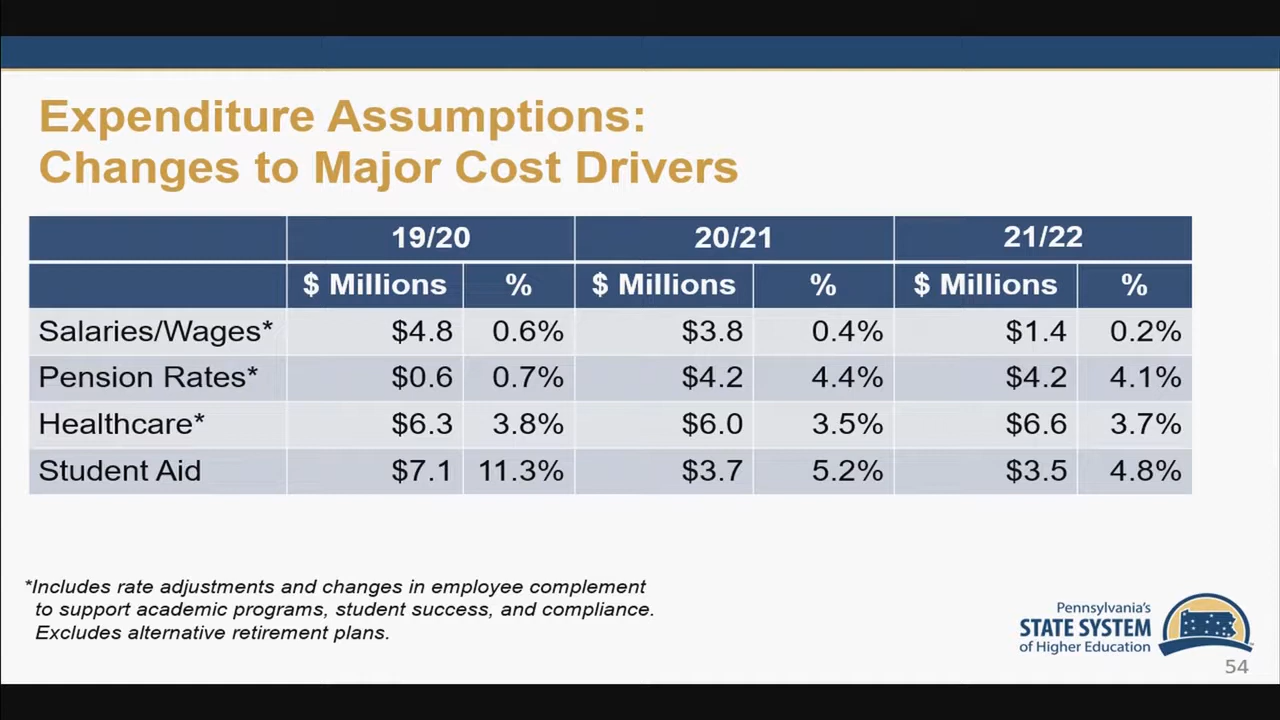 Expenditure Assumptions:
Changes to Major Cost Drivers
19/20 20/21 21/22
$ Millions % $ Millions % $ Millions %
Salaries/Wages* $4.8 0.6% $3.8 0.4% $1.4 0.2%
Pension Rates* $0.6 0.7% $4.2 4.4% $4.2 4.1%
Healthcare* $6.3 3.8% $6.0 3.5% $6.6 3.7%
Student Aid $7.1 11.3% $3.7 5.2% $3.5 4.8%
*Includes rate adjustments and changes in employee complement
to support academic programs, student success, and compliance.
Excludes alternative retirement plans.
Pennsylvania's
STATE SYSTEM
of Higher Education
54